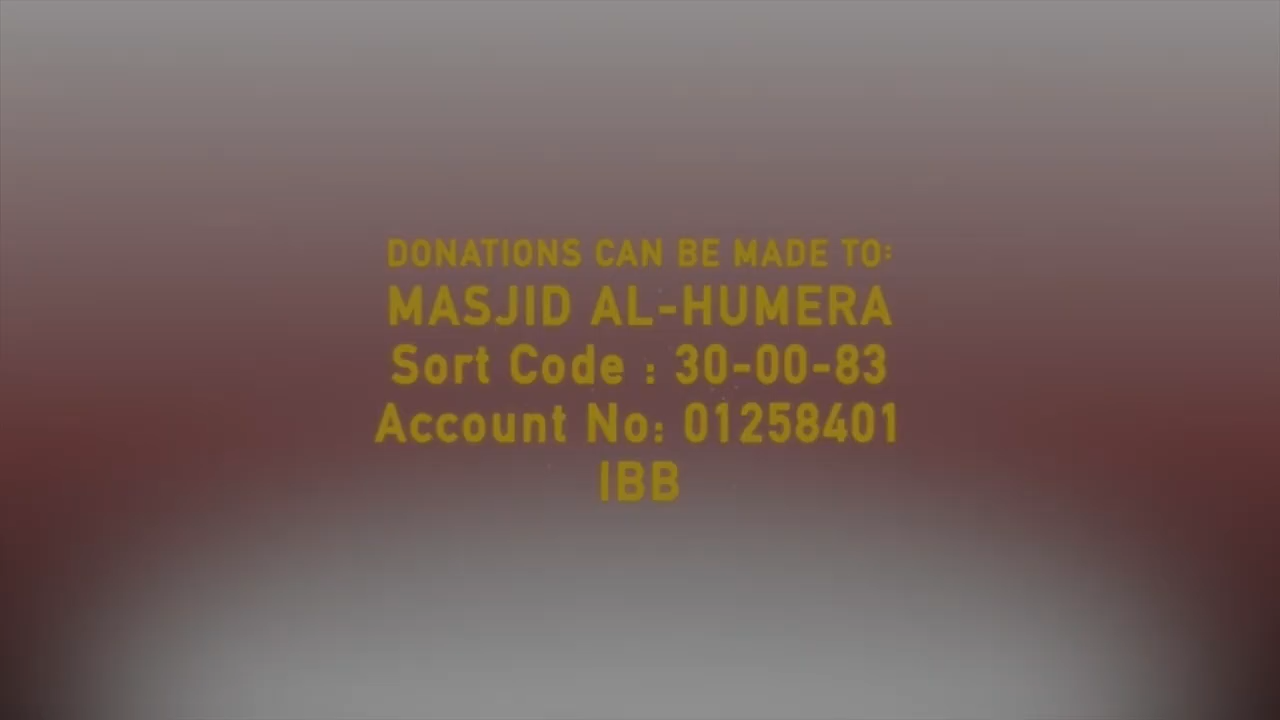 DONATIONS CAN BE MADE TO:
MASJID AL-HUMERA
Sort Code : 30-00-83
Account No: 01258401
IBB